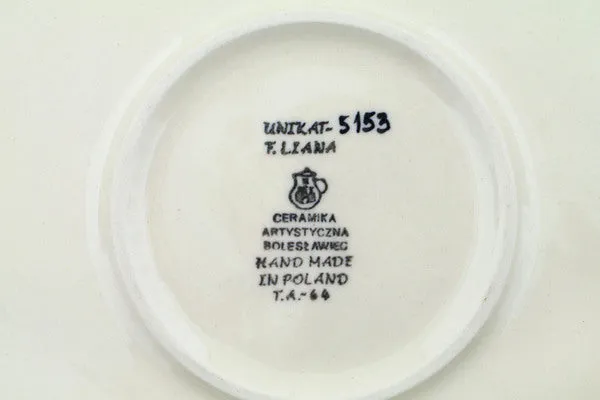 UNIKAT-5153
F. LIANA
CERAMIKA
ARTYSTYCZNA
BOLESŁAWIEC
HAND MADE
IN POLAND
T.A.-64